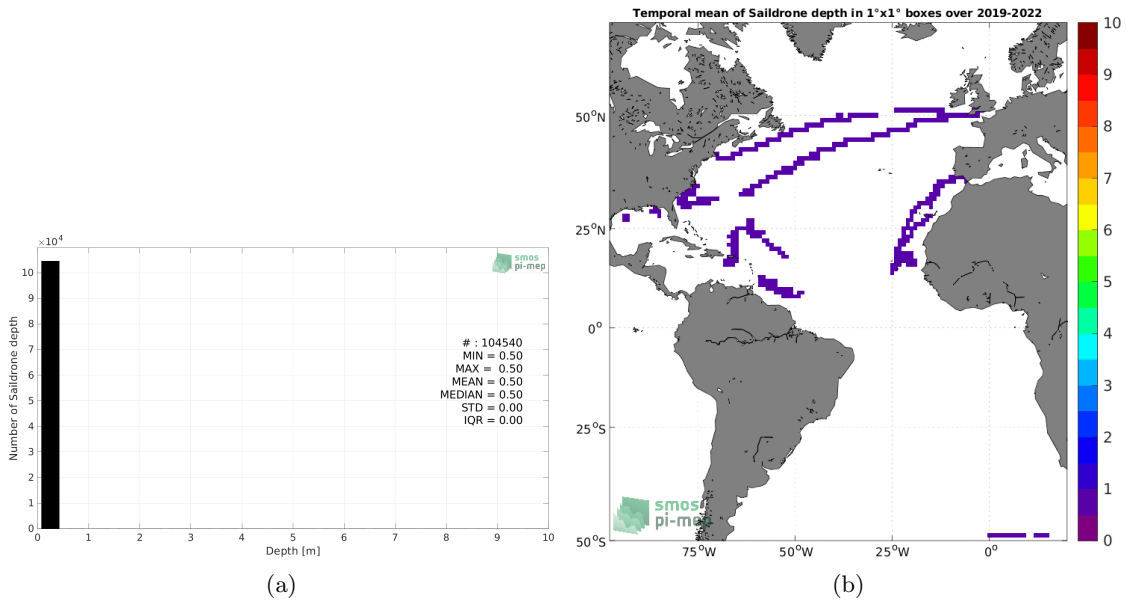 ×10⁴
10
9
8
7
6
5
4
3
2
1
0
Number of Saildrone depth
0 1 2 3 4 5 6 7 8 9 10
Depth [m]
smos
pi-mep
# : 104540
MIN = 0.50
MAX = 0.50
MEAN = 0.50
MEDIAN = 0.50
STD = 0.00
IQR = 0.00
(a)
Temporal mean of Saildrone depth in 1°x1° boxes over 2019-2022
50°N
25°N
0°
25°S
50°S
75°W 50°W 25°W 0°
smos
pi-mep
10
9
8
7
6
5
4
3
2
1
0
(b)